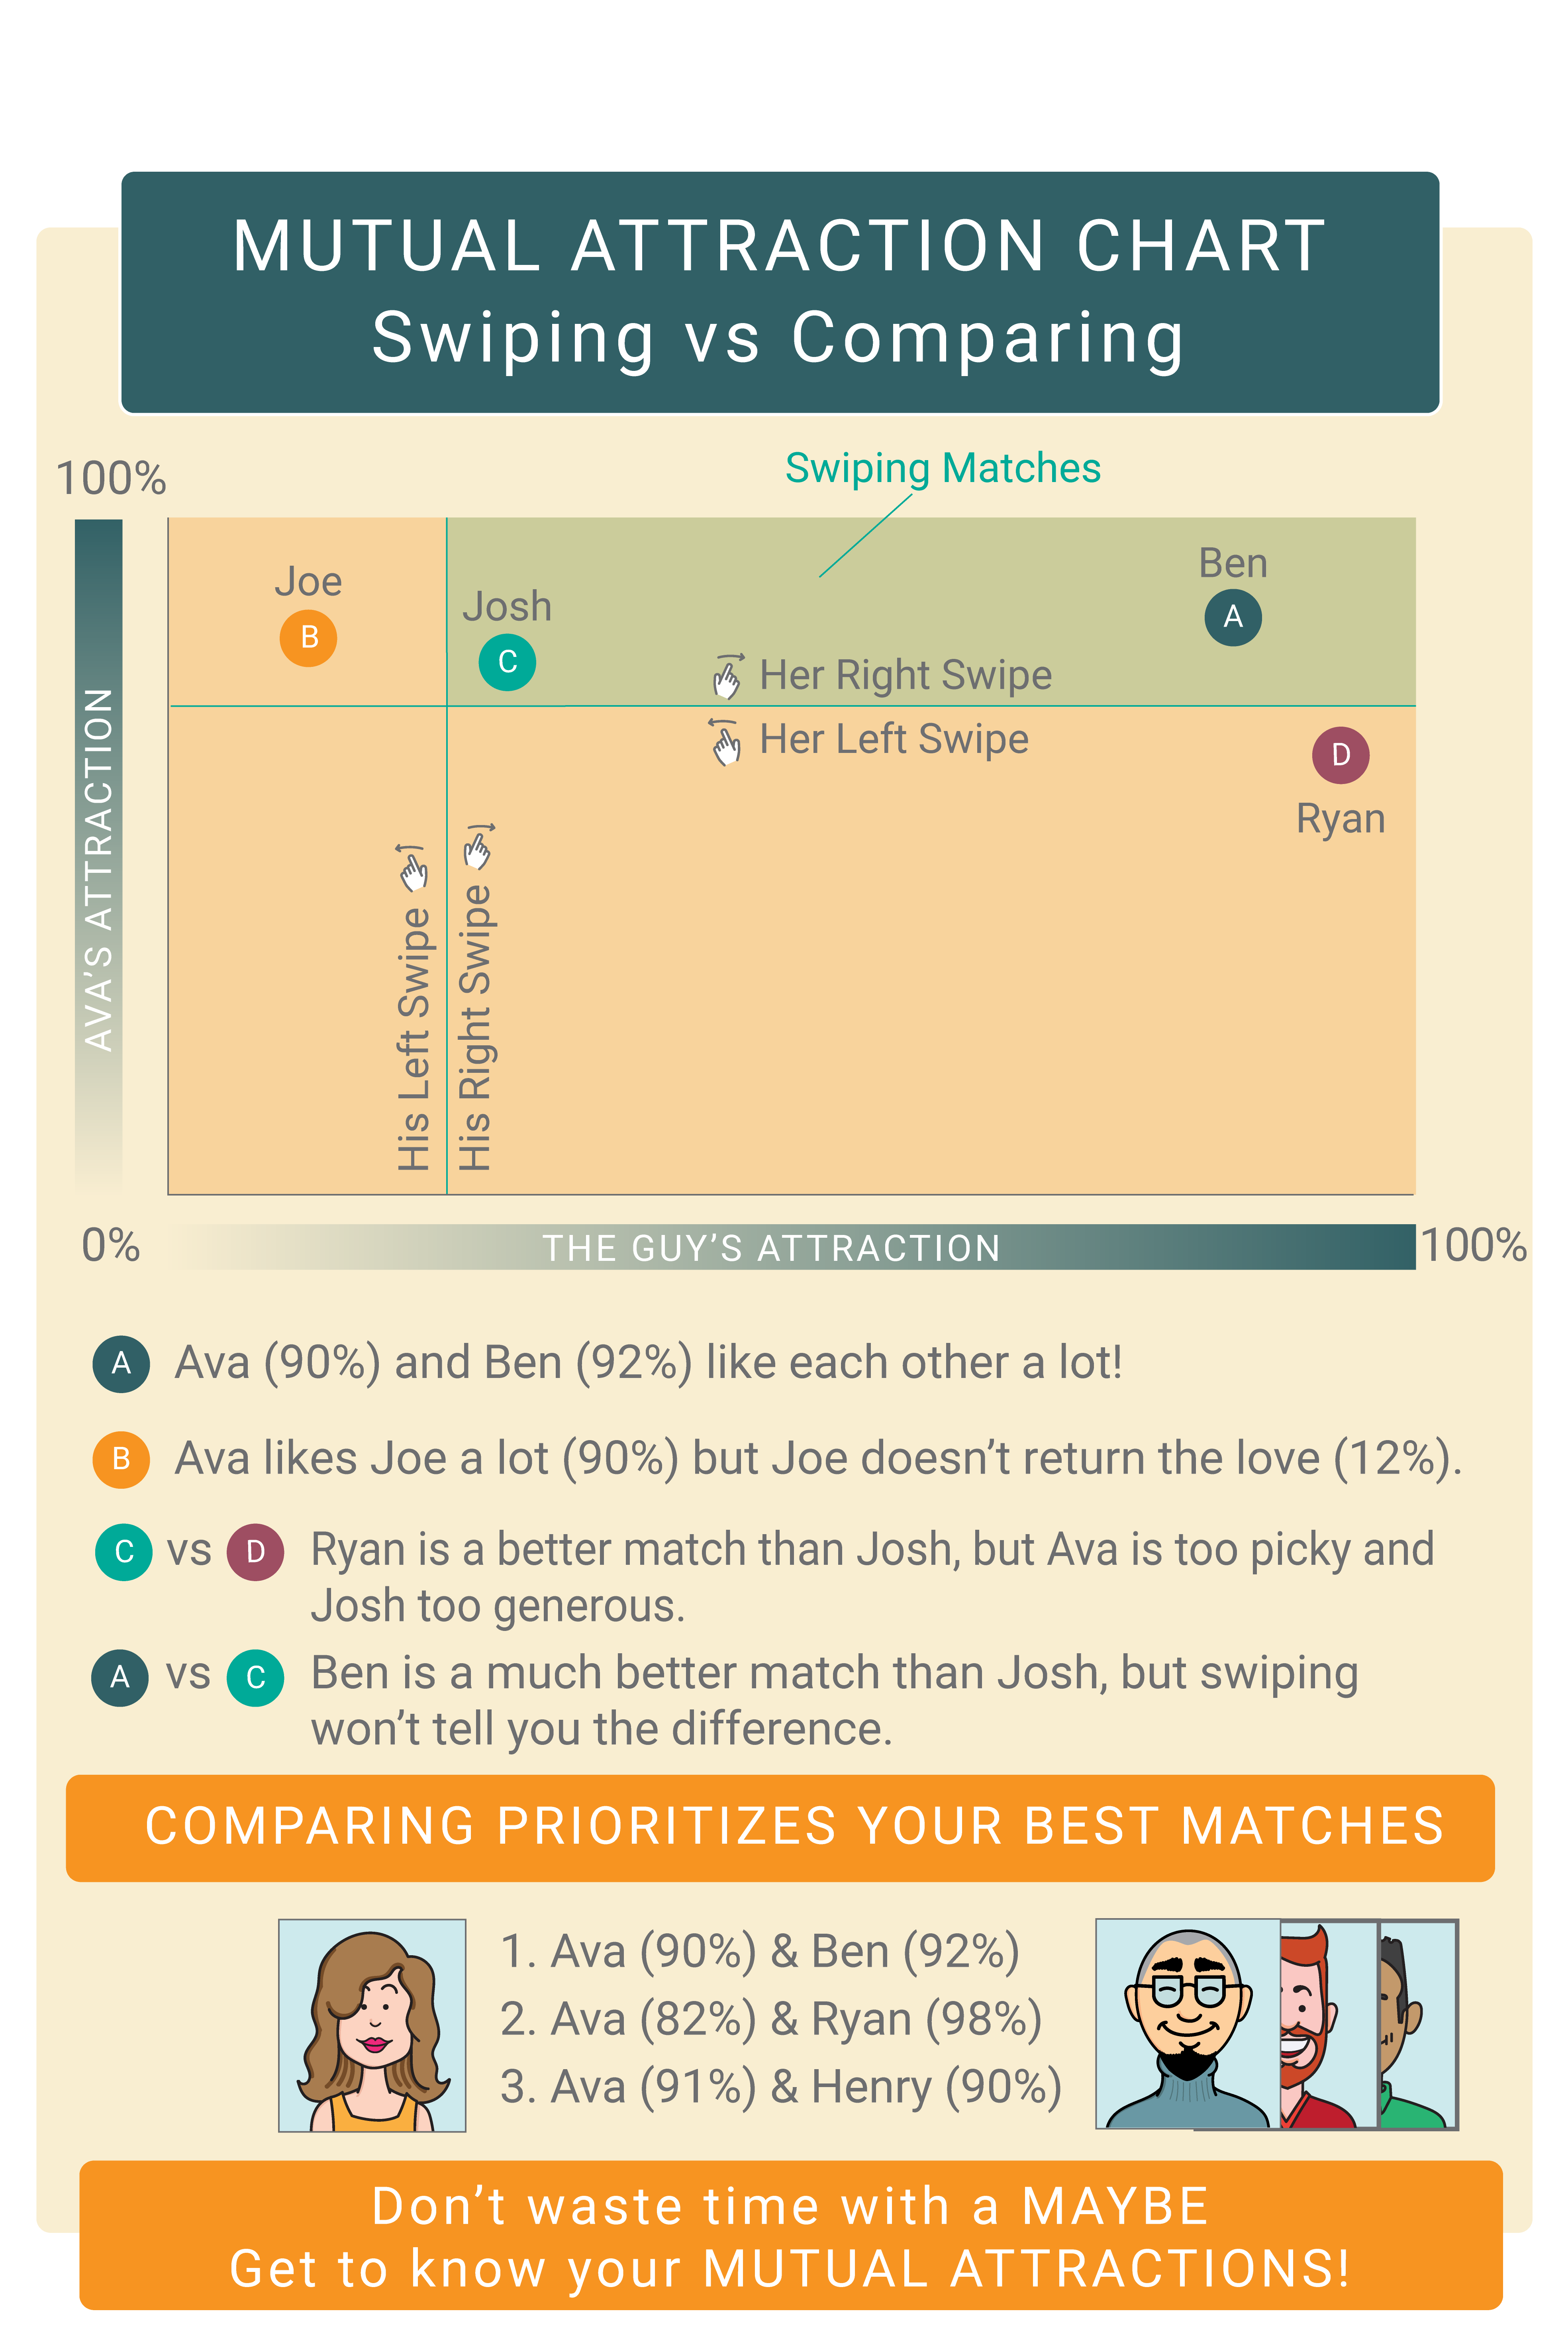 MUTUAL ATTRACTION CHART
Swiping vs Comparing
100%
Swiping Matches
Joe
B
Josh
C
Ben
A
Her Right Swipe
Her Left Swipe
D
Ryan
AVA'S ATTRACTION
His Left Swipe
His Right Swipe
0%
THE GUY'S ATTRACTION
100%
A Ava (90%) and Ben (92%) like each other a lot!
B Ava likes Joe a lot (90%) but Joe doesn't return the love (12%).
C vs D Ryan is a better match than Josh, but Ava is too picky and
Josh too generous.
A vs C Ben is a much better match than Josh, but swiping
won't tell you the difference.
COMPARING PRIORITIZES YOUR BEST MATCHES
1. Ava (90%) & Ben (92%)
2. Ava (82%) & Ryan (98%)
3. Ava (91%) & Henry (90%)
Don't waste time with a MAYBE
Get to know your MUTUAL ATTRACTIONS!